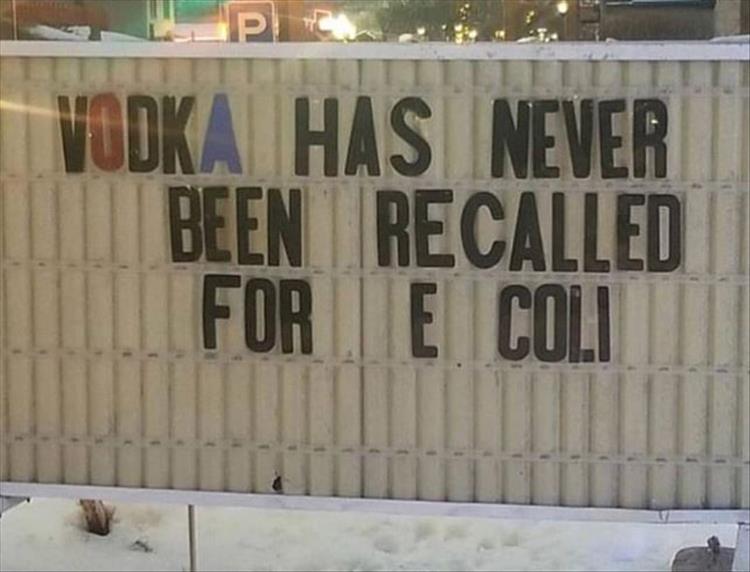 P
VODKA HAS NEVER
BEEN RECALLED
FOR E COLI